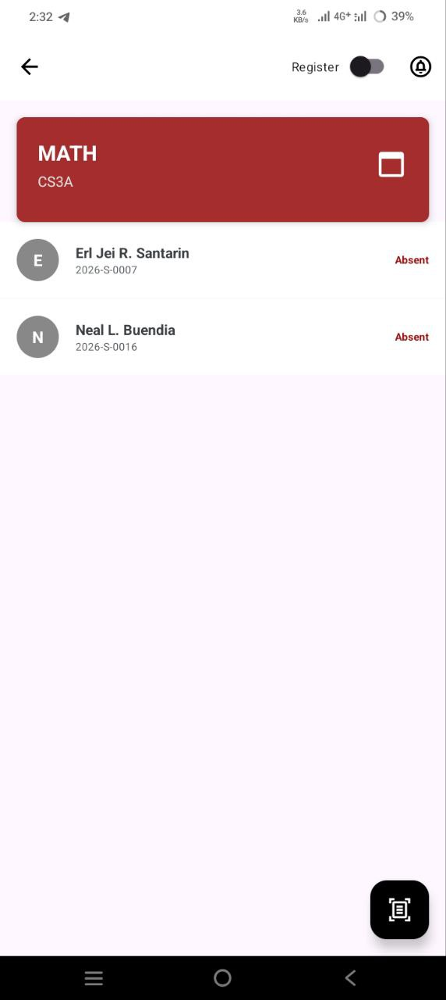 2:32
3.6
KB/s
4G+
39%
Register
MATH
CS3A
E
Erl Jei R. Santarin
2026-S-0007
Absent
N
Neal L. Buendia
2026-S-0016
Absent